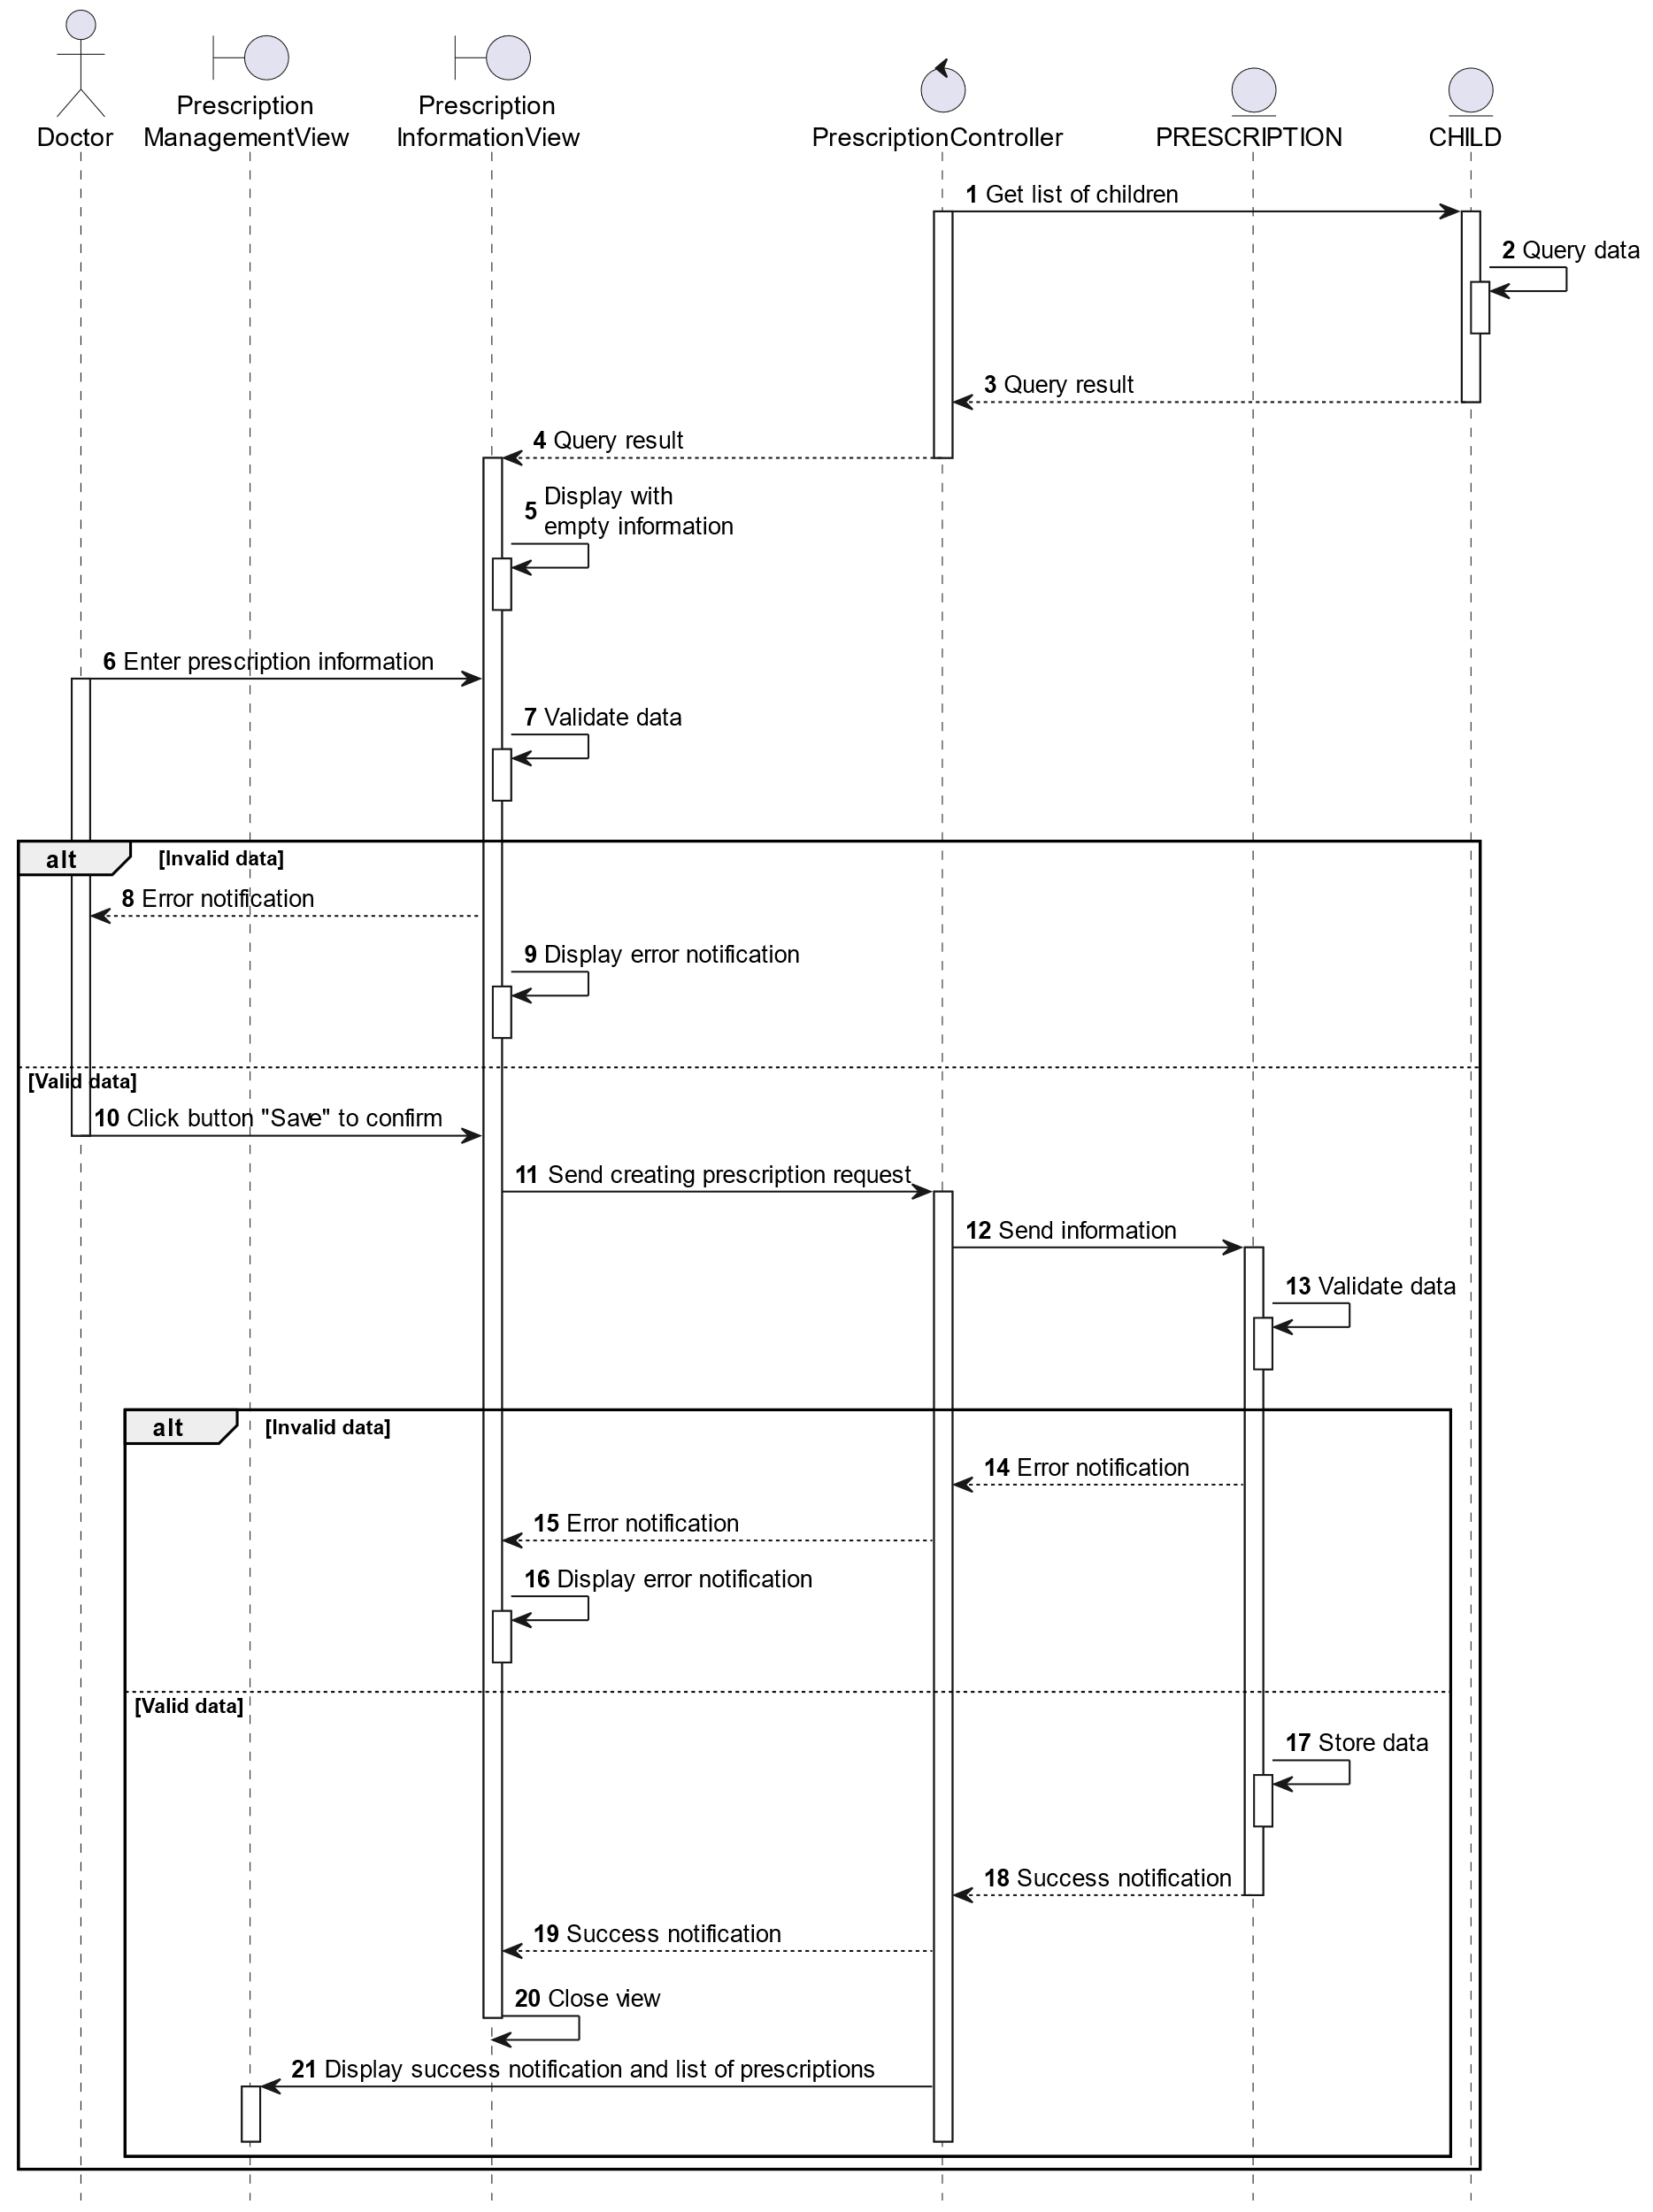 Doctor
Prescription
ManagementView
Prescription
InformationView
PrescriptionController
PRESCRIPTION
CHILD
1 Get list of children
2 Query data
3 Query result
4 Query result
5 Display with
empty information
6 Enter prescription information
7 Validate data
alt [Invalid data]
8 Error notification
9 Display error notification
[Valid data]
10 Click button "Save" to confirm
11 Send creating prescription request
12 Send information
13 Validate data
alt [Invalid data]
14 Error notification
15 Error notification
16 Display error notification
[Valid data]
17 Store data
18 Success notification
19 Success notification
20 Close view
21 Display success notification and list of prescriptions